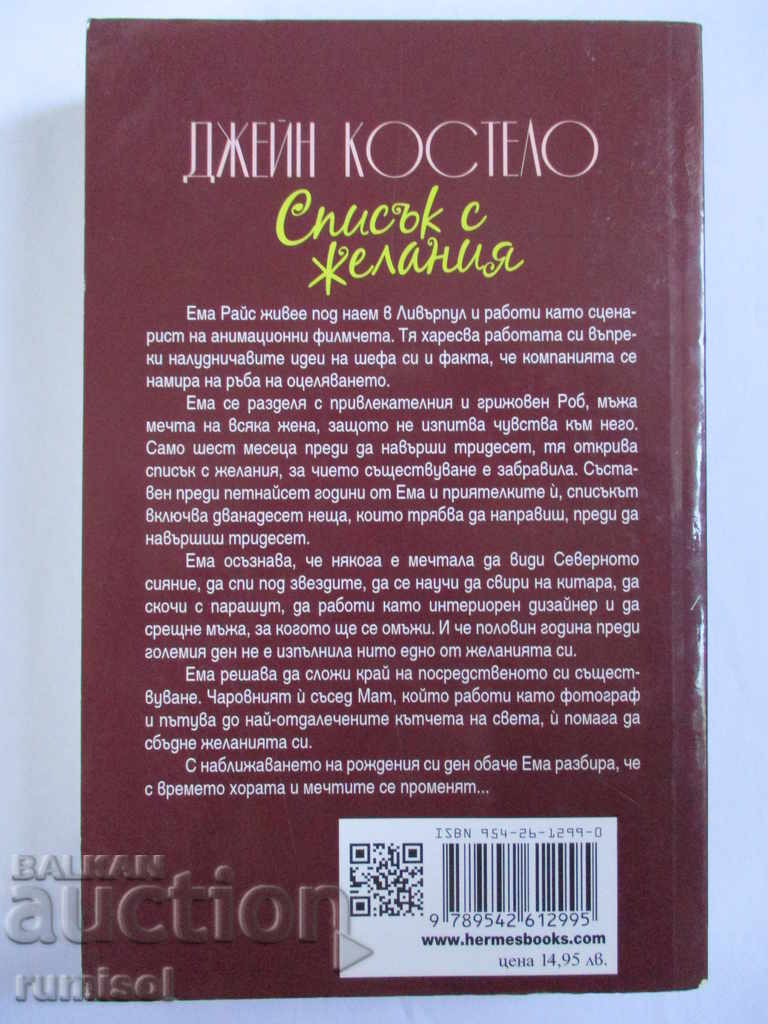 ДЖЕЙН КОСТЕЛО
Списък с
желания
Ема Райс живее под наем в Ливърпул и работи като сцена-
рист на анимационни филмчета. Тя харесва работата си въпре-
ки налудничавите идеи на шефа си и факта, че компанията се
намира на ръба на оцеляването.
Ема се разделя с привлекателния и грижовен Роб, мъжа
мечта на всяка жена, защото не изпитва чувства към него.
Само шест месеца преди да навърши тридесет, тя открива
списък с желания, за чието съществуване е забравила. Със­та-
вен преди петнайсет години от Ема и приятелките ѝ, списъкът
включва дванадесет неща, които трябва да направиш, преди да
навършиш тридесет.
Ема осъзнава, че някога е мечтала да види Северното
сияние, да спи под звездите, да се научи да свири на китара, да
скочи с парашут, да работи като интериорен дизайнер и да
срещне мъжа, за когото ще се омъжи. И че половин година преди
големия ден не е изпълнила нито едно от желанията си.
Ема решава да сложи край на посредственото си същест-
вуване. Чаровният ѝ съсед Мат, който работи като фотограф
и пътува до най-отдалечените кътчета на света, ѝ помага да
сбъдне желанията си.
С наближаването на рождения си ден обаче Ема разбира, че
с времето хората и мечтите се променят...
ISBN 954-26-1299-0
9 789542 612995
www.hermesbooks.com
цена 14,95 лв.
BALKAN
auction
rumisol